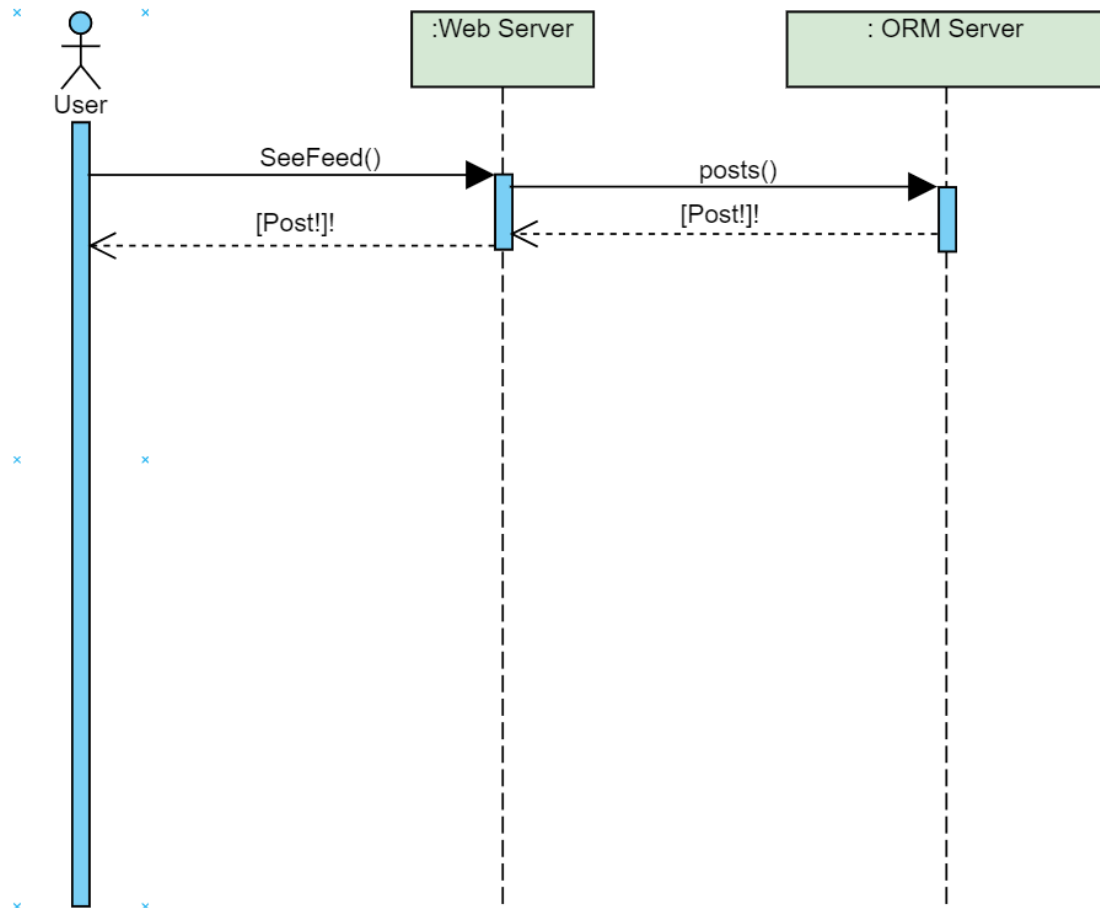 :Web Server
: ORM Server
User
SeeFeed()
posts()
[Post!]!
[Post!]!